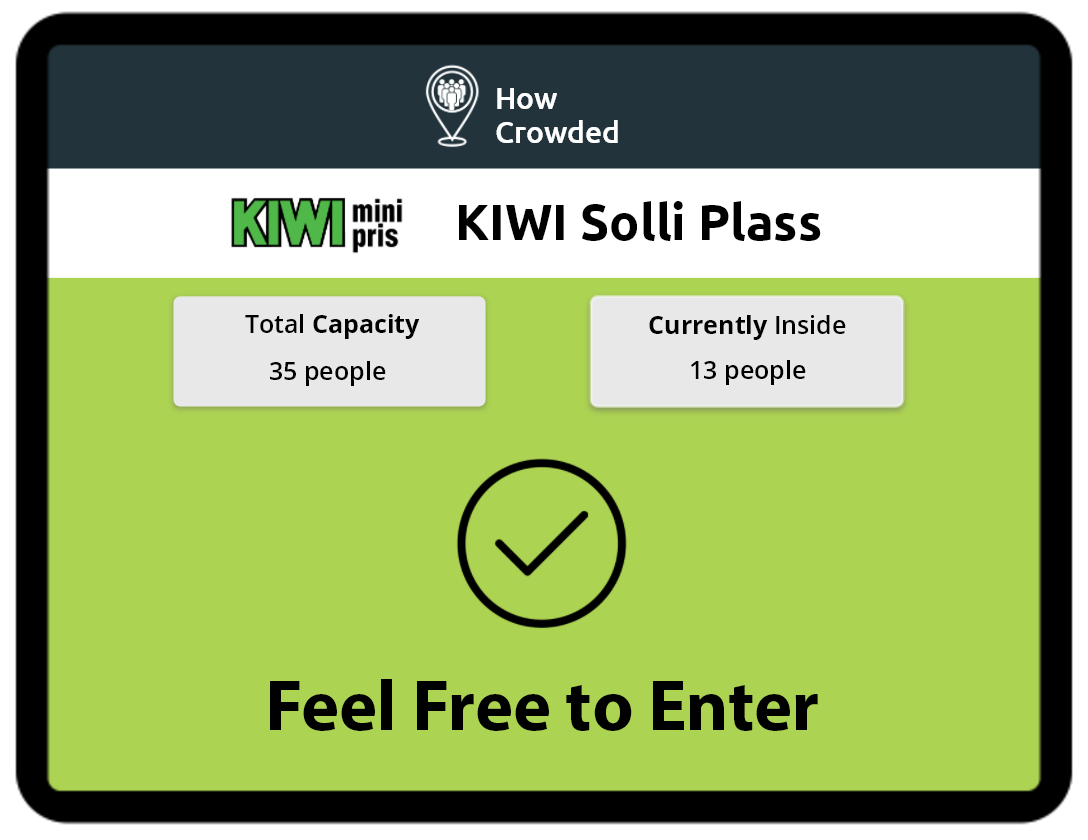 How
Crowded
KIWI mini
pris
KIWI Solli Plass
Total Capacity
35 people
Currently Inside
13 people
Feel Free to Enter